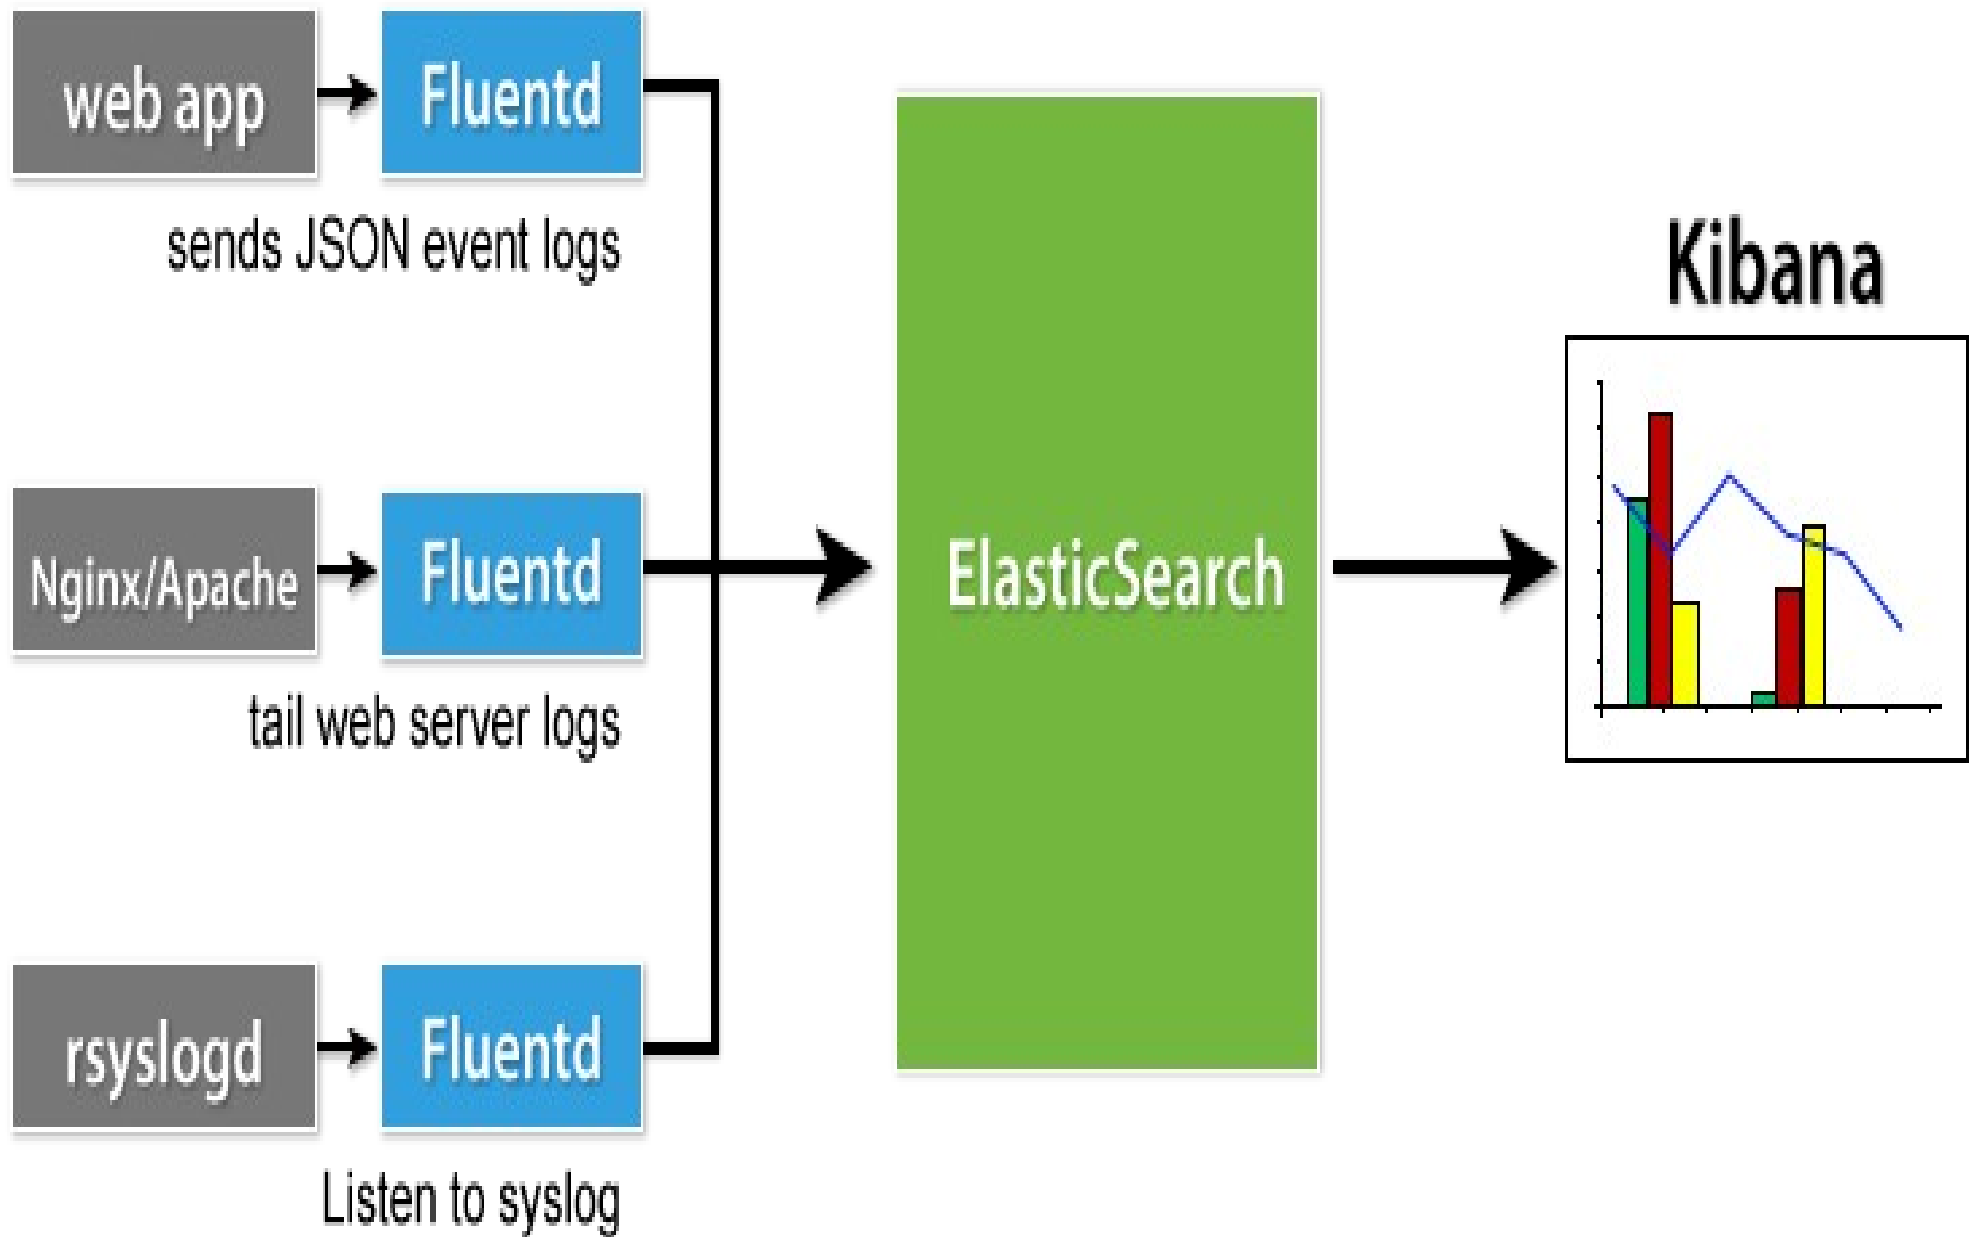 web app
Fluentd
sends JSON event logs
Nginx/Apache
Fluentd
tail web server logs
rsyslogd
Fluentd
Listen to syslog
ElasticSearch
Kibana